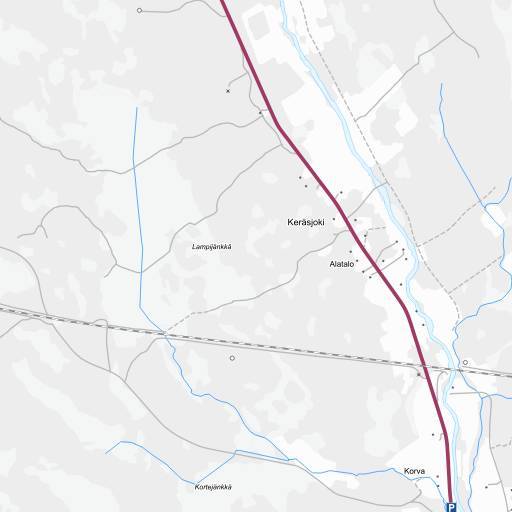 Keräsjoki
Lampijänkkä
Alatalo
Korva
Kortejänkkä
P